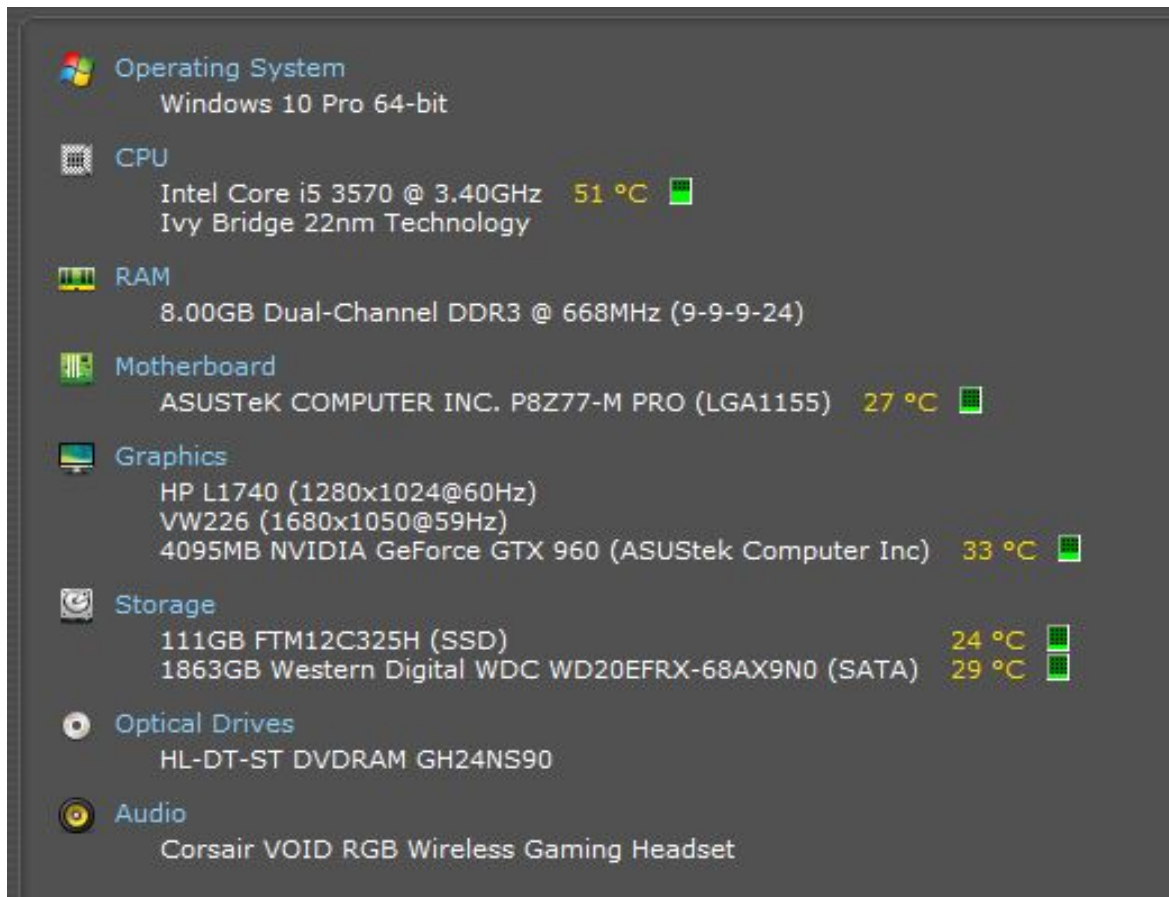 Operating System
Windows 10 Pro 64-bit
CPU
Intel Core i5 3570 @ 3.40GHz 51 °C
Ivy Bridge 22nm Technology
RAM
8.00GB Dual-Channel DDR3 @ 668MHz (9-9-9-24)
Motherboard
ASUSTeK COMPUTER INC. P8Z77-M PRO (LGA1155) 27 °C
Graphics
HP L1740 (1280x1024@60Hz)
VW226 (1680x1050@59Hz)
4095MB NVIDIA GeForce GTX 960 (ASUStek Computer Inc) 33 °C
Storage
111GB FTM12C325H (SSD) 24 °C
1863GB Western Digital WDC WD20EFRX-68AX9N0 (SATA) 29 °C
Optical Drives
HL-DT-ST DVDRAM GH24NS90
Audio
Corsair VOID RGB Wireless Gaming Headset